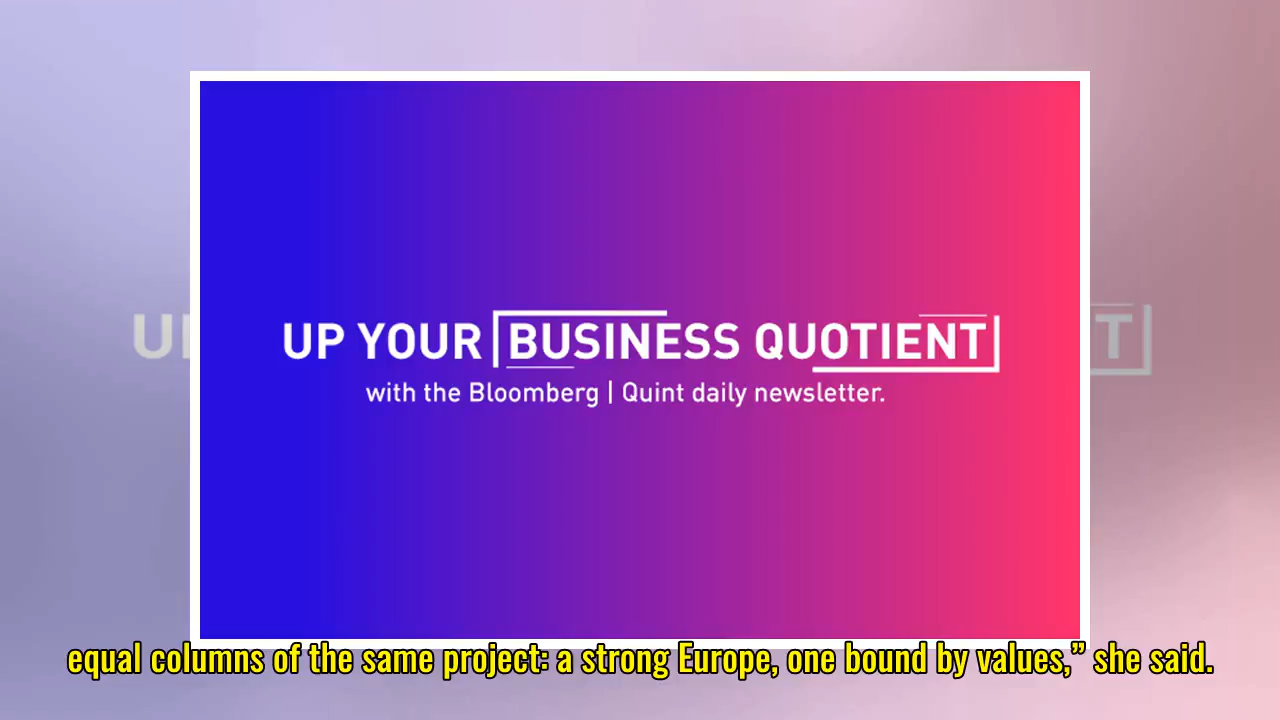 UP YOUR BUSINESS QUOTIENT
with the Bloomberg | Quint daily newsletter.
equal columns of the same project: a strong Europe, one bound by values,” she said.